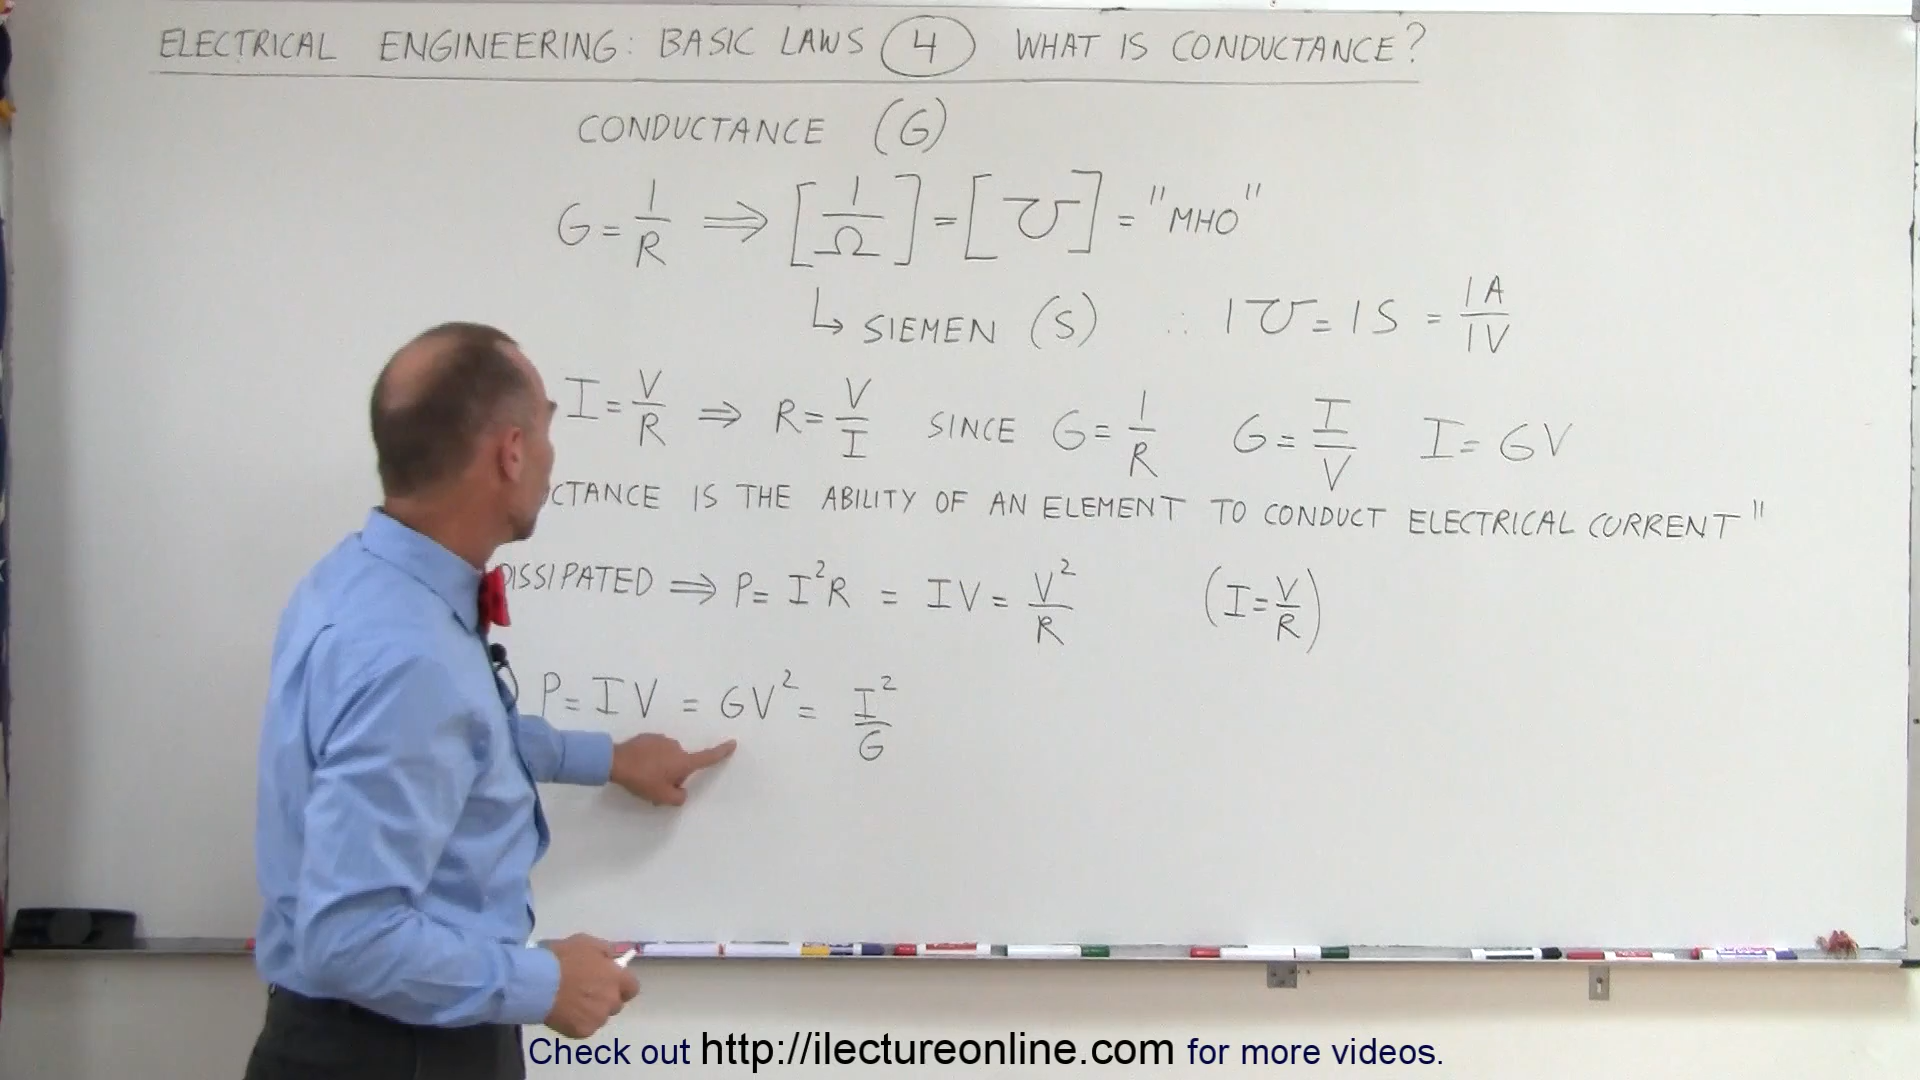 ELECTRICAL ENGINEERING: BASIC LAWS 4 WHAT IS CONDUCTANCE?
CONDUCTANCE (G)
G = 1/R ⇒ [1/Ω] = [℧] = "MHO"
↳ SIEMEN (S) ∴ 1℧ = 1S = 1A/1V
I = V/R ⇒ R = V/I SINCE G = 1/R G = I/V I = GV
CTANCE IS THE ABILITY OF AN ELEMENT TO CONDUCT ELECTRICAL CURRENT"
DISSIPATED ⇒ P = I²R = IV = V²/R (I = V/R)
P = IV = GV² = I²/G
Check out http://ilectureonline.com for more videos.